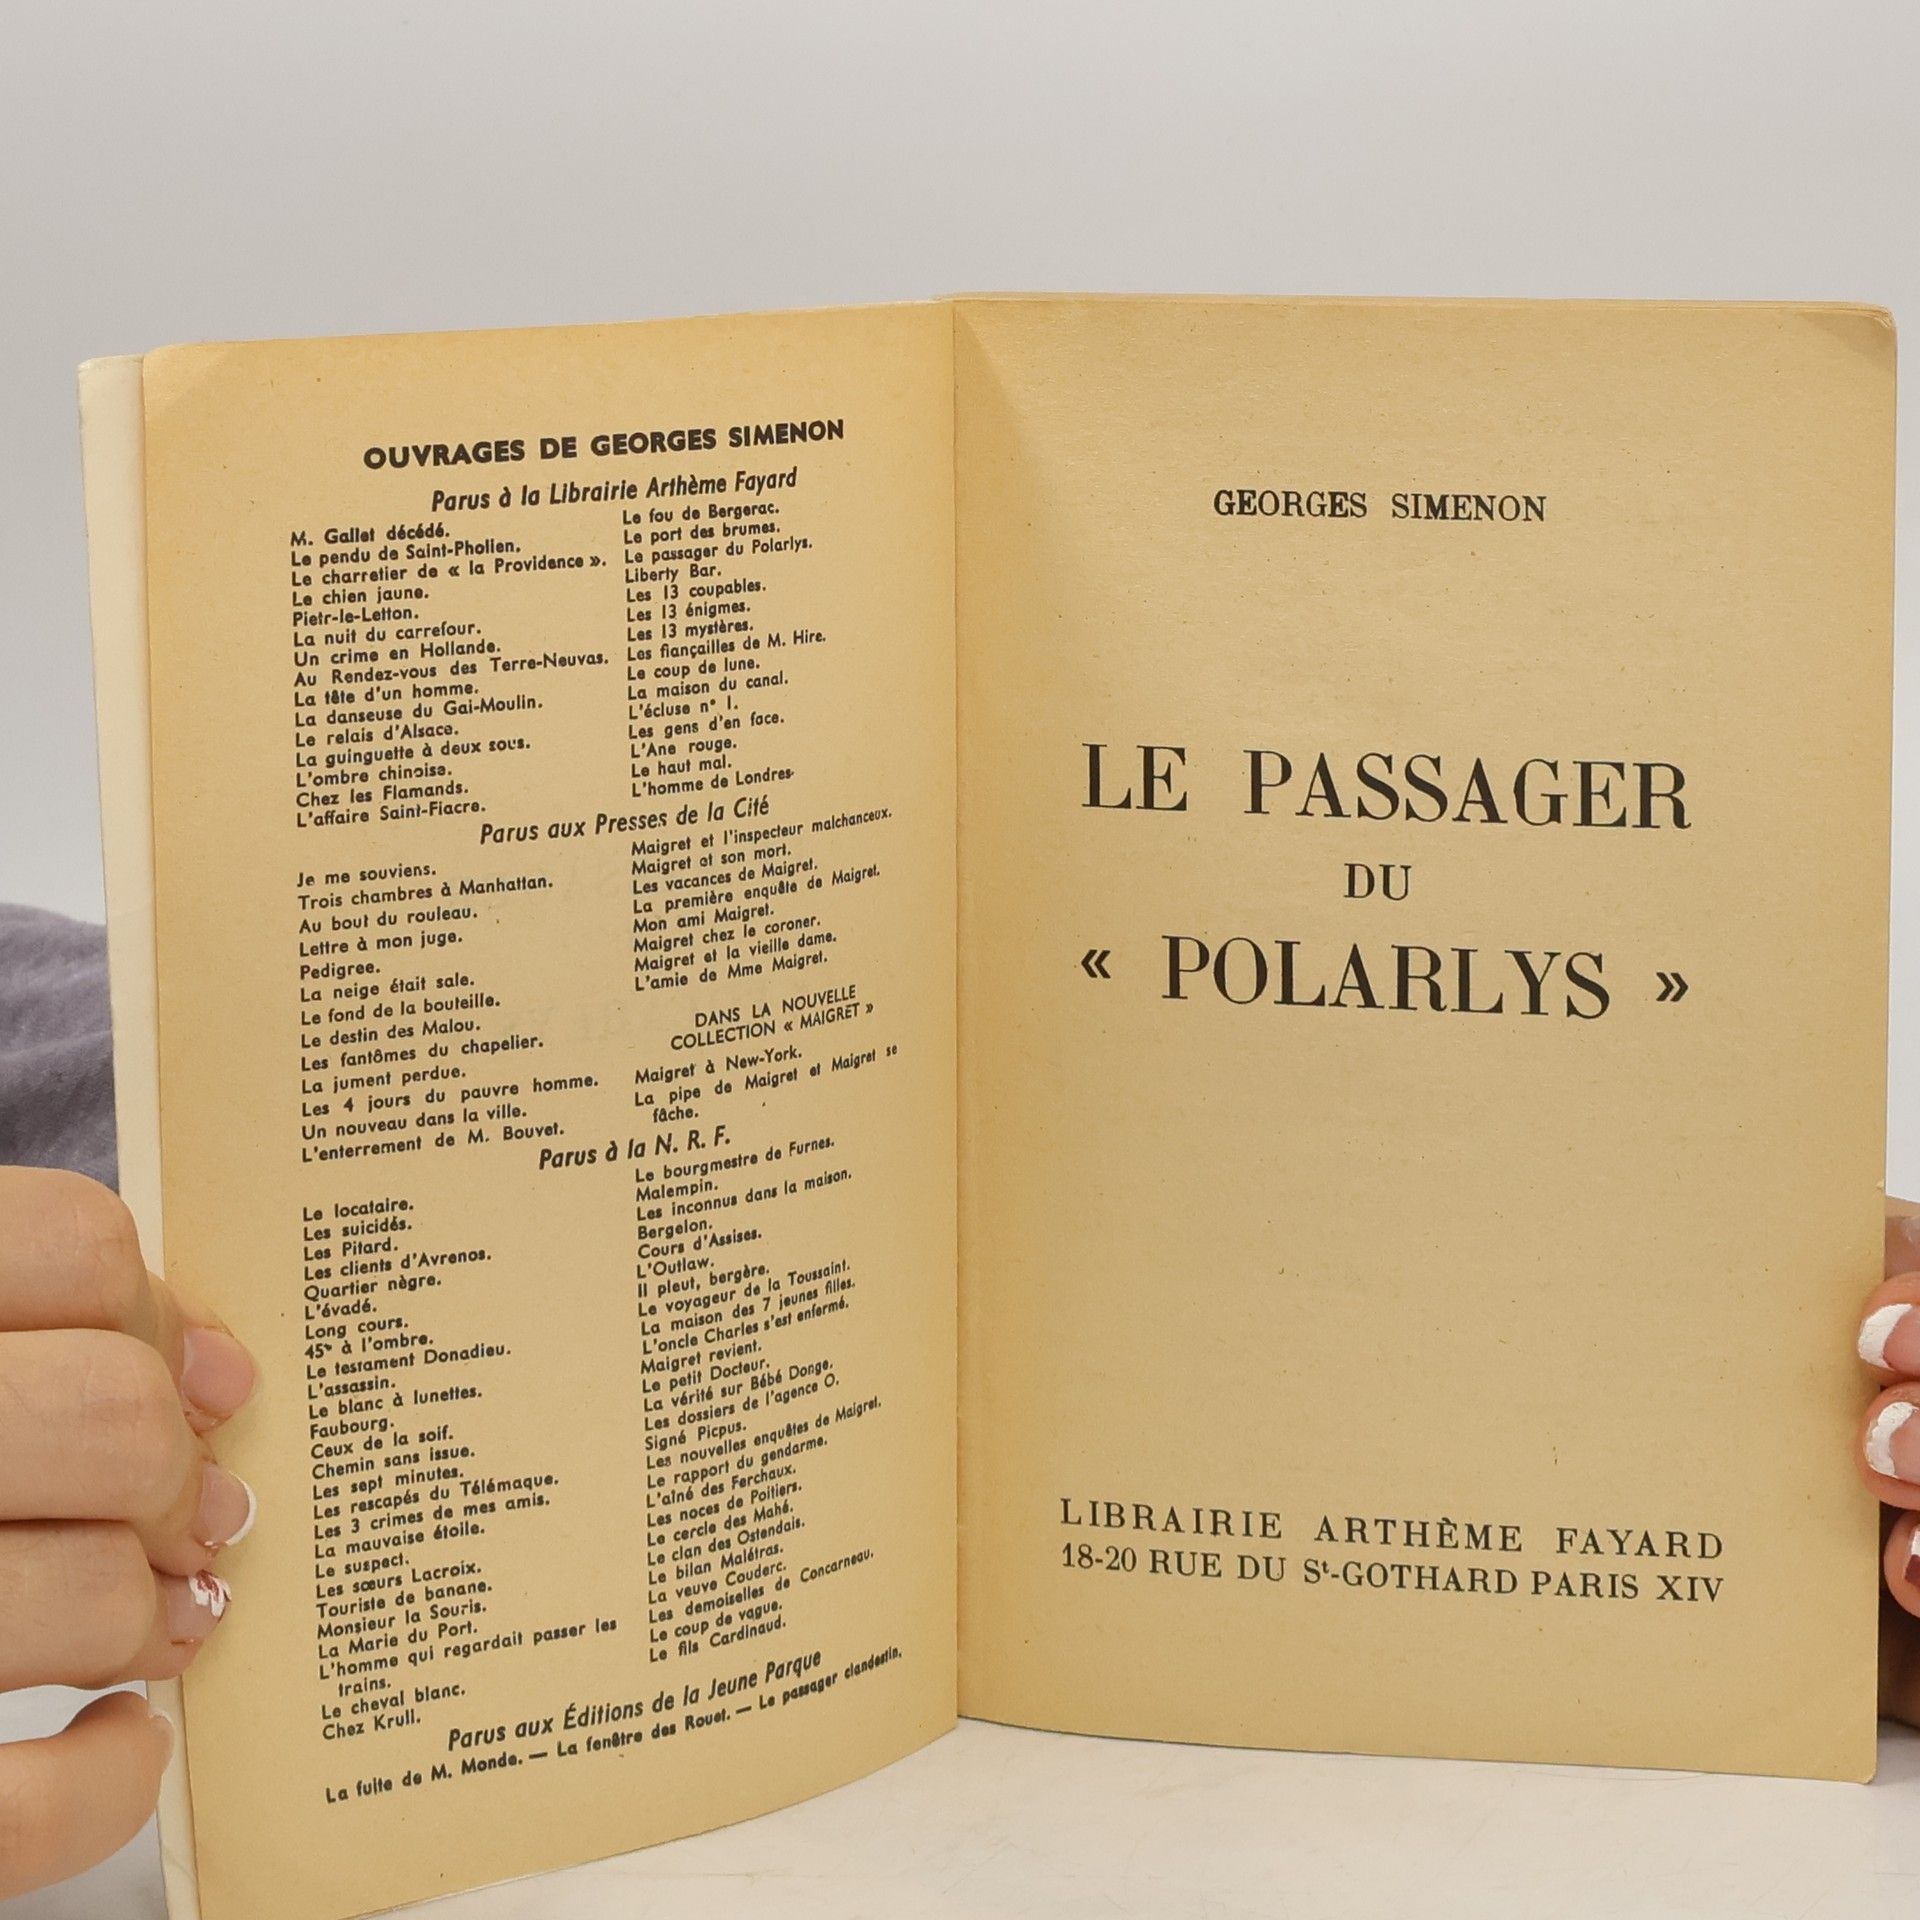 OUVRAGES DE GEORGES SIMENON
Parus à la Librairie Arthème Fayard
M. Gallet décédé.
Le pendu de Saint-Pholien.
Le charretier de « la Providence ».
Le chien jaune.
Pietr-le-Letton.
La nuit du carrefour.
Un crime en Hollande.
Au Rendez-vous des Terre-Neuvas.
La tête d'un homme.
La danseuse du Gai-Moulin.
Le relais d'Alsace.
La guinguette à deux sous.
L'ombre chinoise.
Chez les Flamands.
L'affaire Saint-Fiacre.
Le fou de Bergerac.
Le port des brumes.
Le passager du Polarlys.
Liberty Bar.
Les 13 coupables.
Les 13 énigmes.
Les 13 mystères.
Les fiançailles de M. Hire.
Le coup de lune.
La maison du canal.
L'écluse n° 1.
Les gens d'en face.
L'Ane rouge.
Le haut mal.
L'homme de Londres.
Parus aux Presses de la Cité
Je me souviens.
Trois chambres à Manhattan.
Au bout du rouleau.
Lettre à mon juge.
Pedigree.
La neige était sale.
Le fond de la bouteille.
Le destin des Malou.
Les fantômes du chapelier.
La jument perdue.
Les 4 jours du pauvre homme.
Un nouveau dans la ville.
L'enterrement de M. Bouvet.
Maigret et l'inspecteur malchanceux.
Maigret et son mort.
Les vacances de Maigret.
La première enquête de Maigret.
Mon ami Maigret.
Maigret chez le coroner.
Maigret et la vieille dame.
L'amie de Mme Maigret.
DANS LA NOUVELLE
COLLECTION « MAIGRET »
Maigret à New-York.
La pipe de Maigret et Maigret se
fâche.
Parus à la N. R. F.
Le locataire.
Les suicidés.
Les Pitard.
Les clients d'Avrenos.
Quartier nègre.
L'évadé.
Long cours.
45° à l'ombre.
Le testament Donadieu.
L'assassin.
Le blanc à lunettes.
Faubourg.
Ceux de la soif.
Chemin sans issue.
Les sept minutes.
Les rescapés du Télémaque.
Les 3 crimes de mes amis.
La mauvaise étoile.
Le suspect.
Les sœurs Lacroix.
Touriste de banane.
Monsieur la Souris.
La Marie du Port.
L'homme qui regardait passer les
trains.
Le cheval blanc.
Chez Krull.
Le bourgmestre de Furnes.
Malempin.
Les inconnus dans la maison.
Bergelon.
Cours d'Assises.
L'Outlaw.
Il pleut, bergère.
Le voyageur de la Toussaint.
La maison des 7 jeunes filles.
L'oncle Charles s'est enfermé.
Maigret revient.
Le petit Docteur.
La vérité sur Bébé Donge.
Les dossiers de l'agence O.
Signé Picpus.
Les nouvelles enquêtes de Maigret.
Le rapport du gendarme.
L'aîné des Ferchaux.
Les noces de Poitiers.
Le cercle des Mahé.
Le clan des Ostendais.
Le bilan Malétras.
La veuve Couderc.
Les demoiselles de Concarneau.
Le coup de vague.
Le fils Cardinaud.
Parus aux Éditions de la Jeune Parque
La fuite de M. Monde. — La fenêtre des Rouet. — Le passager clandestin.
GEORGES SIMENON
LE PASSAGER
DU
« POLARLYS »
LIBRAIRIE ARTHÈME FAYARD
18-20 RUE DU St-GOTHARD PARIS XIV